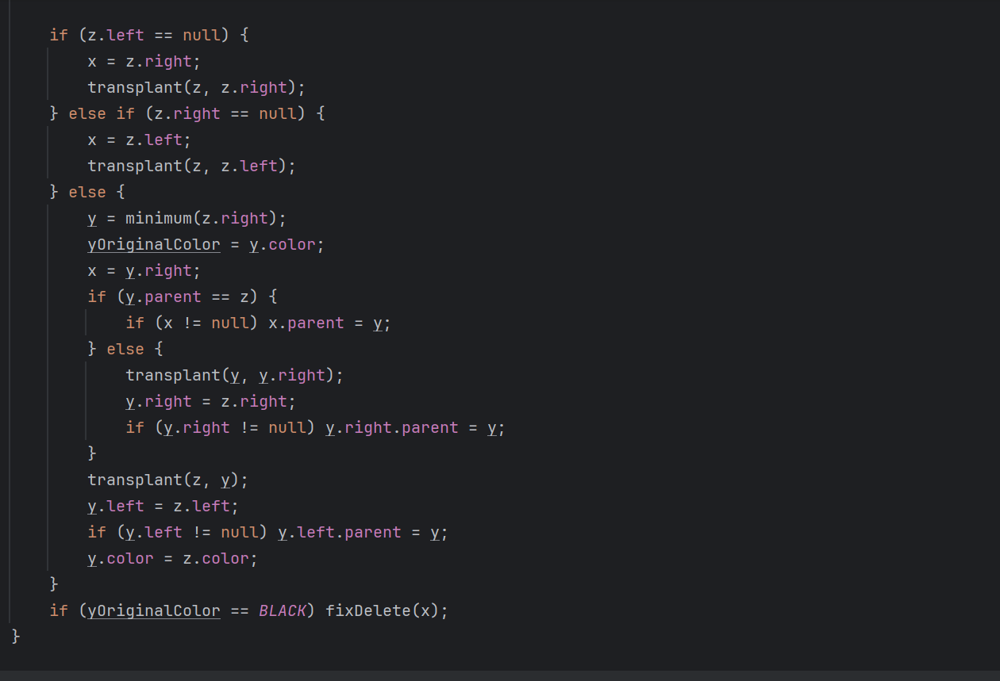 if (z.left == null) {
    x = z.right;
    transplant(z, z.right);
} else if (z.right == null) {
    x = z.left;
    transplant(z, z.left);
} else {
    y = minimum(z.right);
    yOriginalColor = y.color;
    x = y.right;
    if (y.parent == z) {
        if (x != null) x.parent = y;
    } else {
        transplant(y, y.right);
        y.right = z.right;
        if (y.right != null) y.right.parent = y;
    }
    transplant(z, y);
    y.left = z.left;
    if (y.left != null) y.left.parent = y;
    y.color = z.color;
}
if (yOriginalColor == BLACK) fixDelete(x);
}